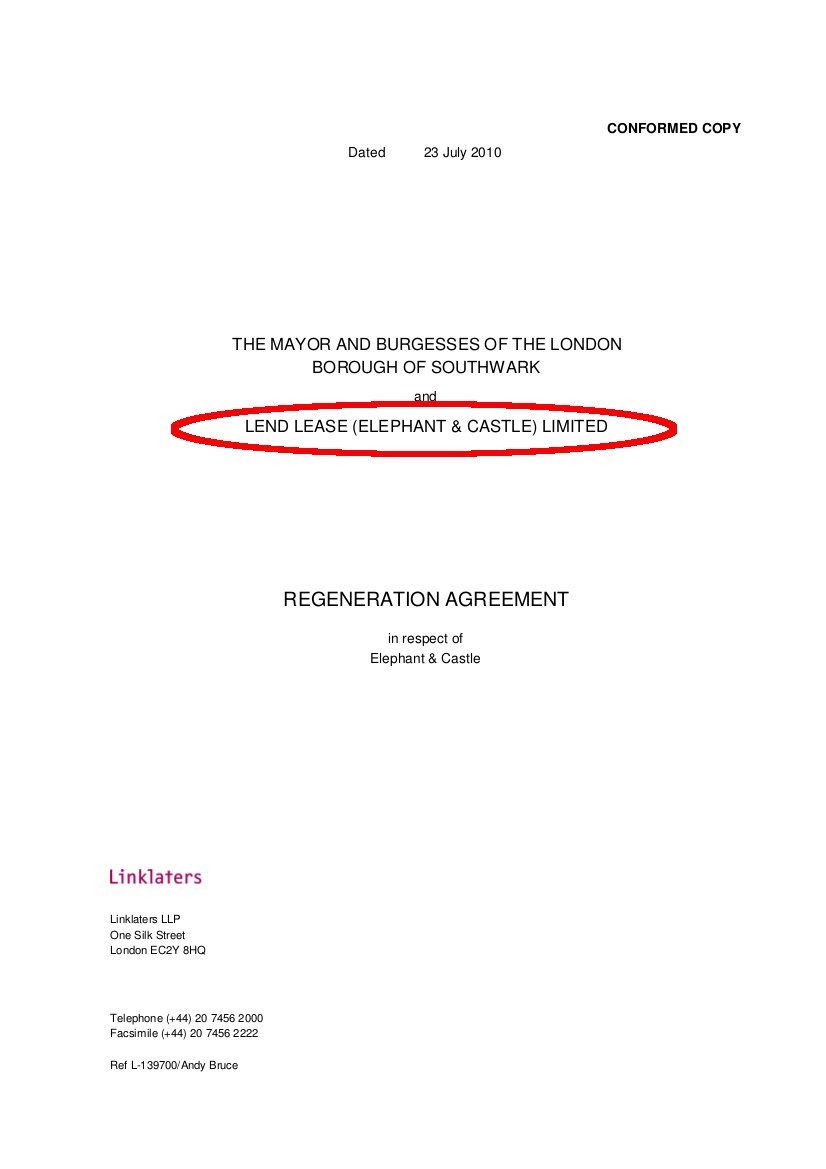 CONFORMED COPY
Dated 23 July 2010
THE MAYOR AND BURGESSES OF THE LONDON
BOROUGH OF SOUTHWARK
and
LEND LEASE (ELEPHANT & CASTLE) LIMITED
REGENERATION AGREEMENT
in respect of
Elephant & Castle
Linklaters
Linklaters LLP
One Silk Street
London EC2Y 8HQ
Telephone (+44) 20 7456 2000
Facsimile (+44) 20 7456 2222
Ref L-139700/Andy Bruce